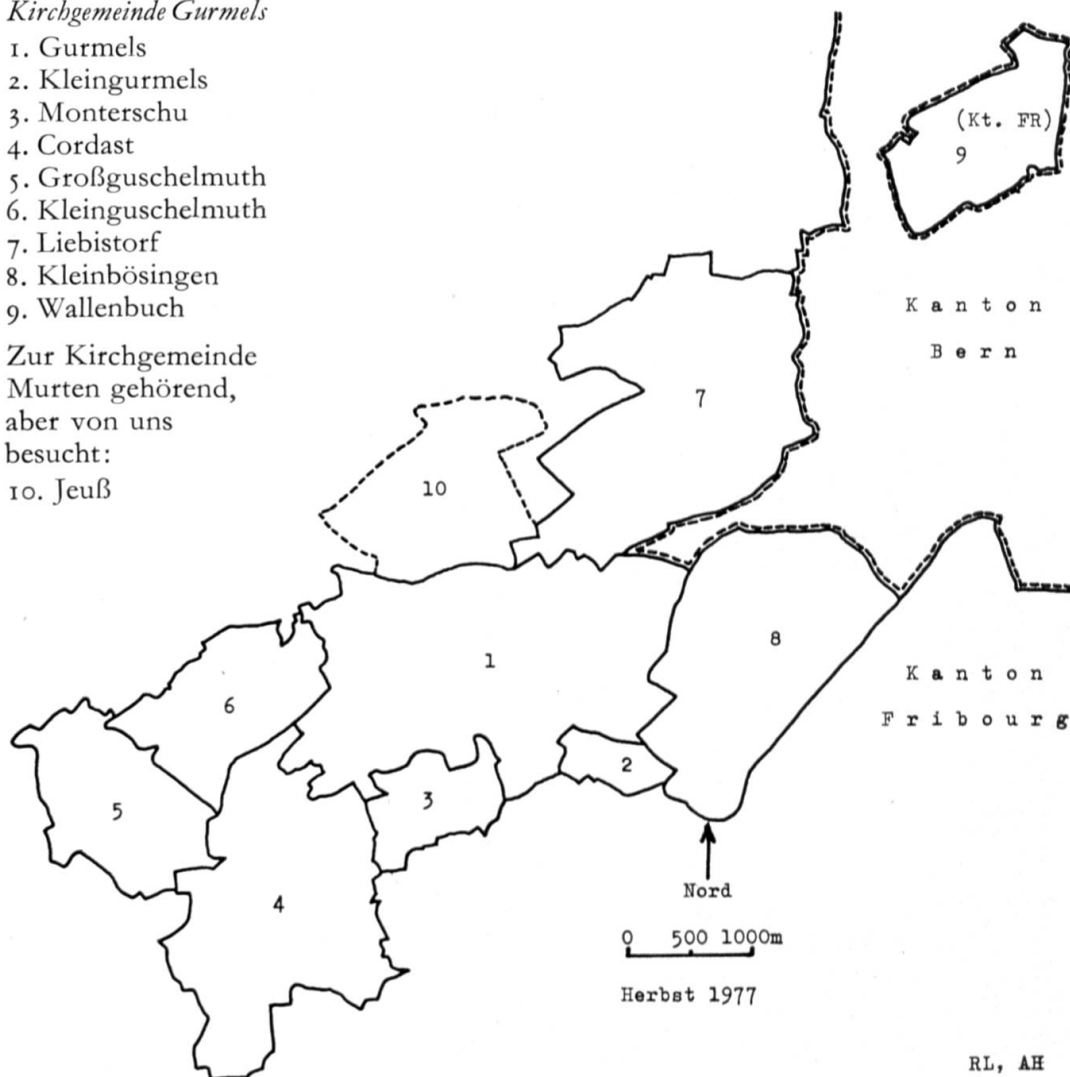 Kirchgemeinde Gurmels
1. Gurmels
2. Kleingurmels
3. Monterschu
4. Cordast
5. Großguschelmuth
6. Kleinguschelmuth
7. Liebistorf
8. Kleinbösingen
9. Wallenbuch
Zur Kirchgemeinde
Murten gehörend,
aber von uns
besucht:
10. Jeuß
(Kt. FR)
9
Kanton
Bern
7
10
8
1
Kanton
Fribourg
6
2
3
5
4
Nord
0 500 1000m
Herbst 1977
RL, AH